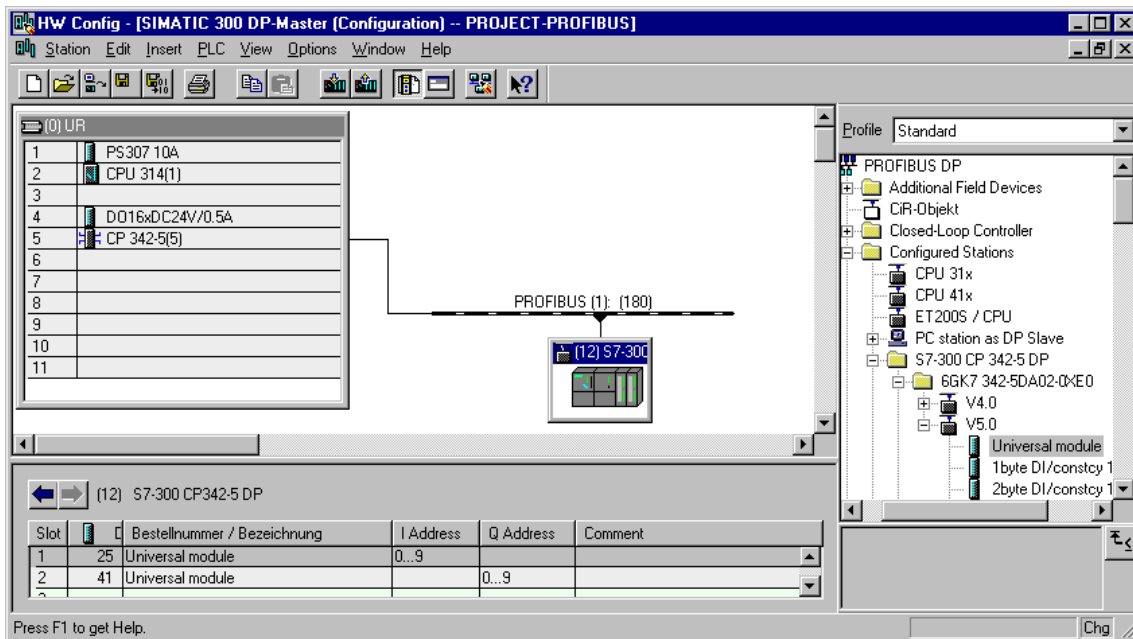 HW Config - [SIMATIC 300 DP-Master (Configuration) -- PROJECT-PROFIBUS]
Station Edit Insert PLC View Options Window Help
(0) UR
1 PS307 10A
2 CPU 314(1)
3
4 DO16xDC24V/0.5A
5 CP 342-5(5)
6
7
8
9
10
11
PROFIBUS (1): (180)
(12) S7-300
Profile Standard
PROFIBUS DP
Additional Field Devices
CiR-Objekt
Closed-Loop Controller
Configured Stations
CPU 31x
CPU 41x
ET200S / CPU
PC station as DP Slave
S7-300 CP 342-5 DP
6GK7 342-5DA02-0XE0
V4.0
V5.0
Universal module
1byte DI/constcy 1
2byte DI/constcy 1
(12) S7-300 CP342-5 DP
Slot Bestellnummer / Bezeichnung I Address Q Address Comment
1 25 Universal module 0...9
2 41 Universal module 0...9
Press F1 to get Help.
Chg